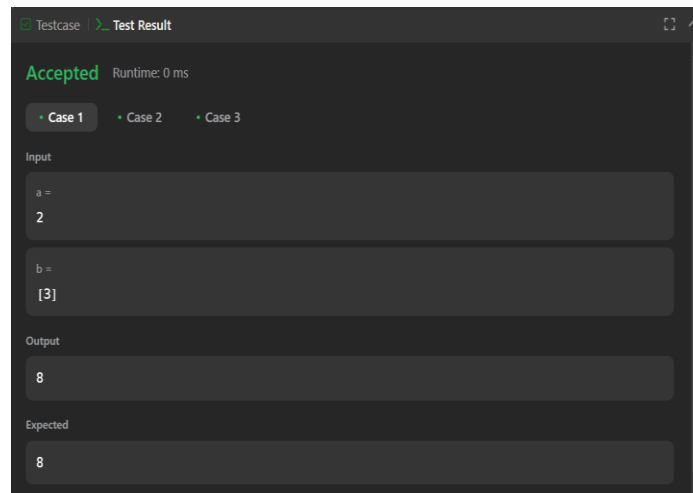 Testcase | >_ Test Result
Accepted Runtime: 0 ms
• Case 1 • Case 2 • Case 3
Input
a =
2
b =
[3]
Output
8
Expected
8